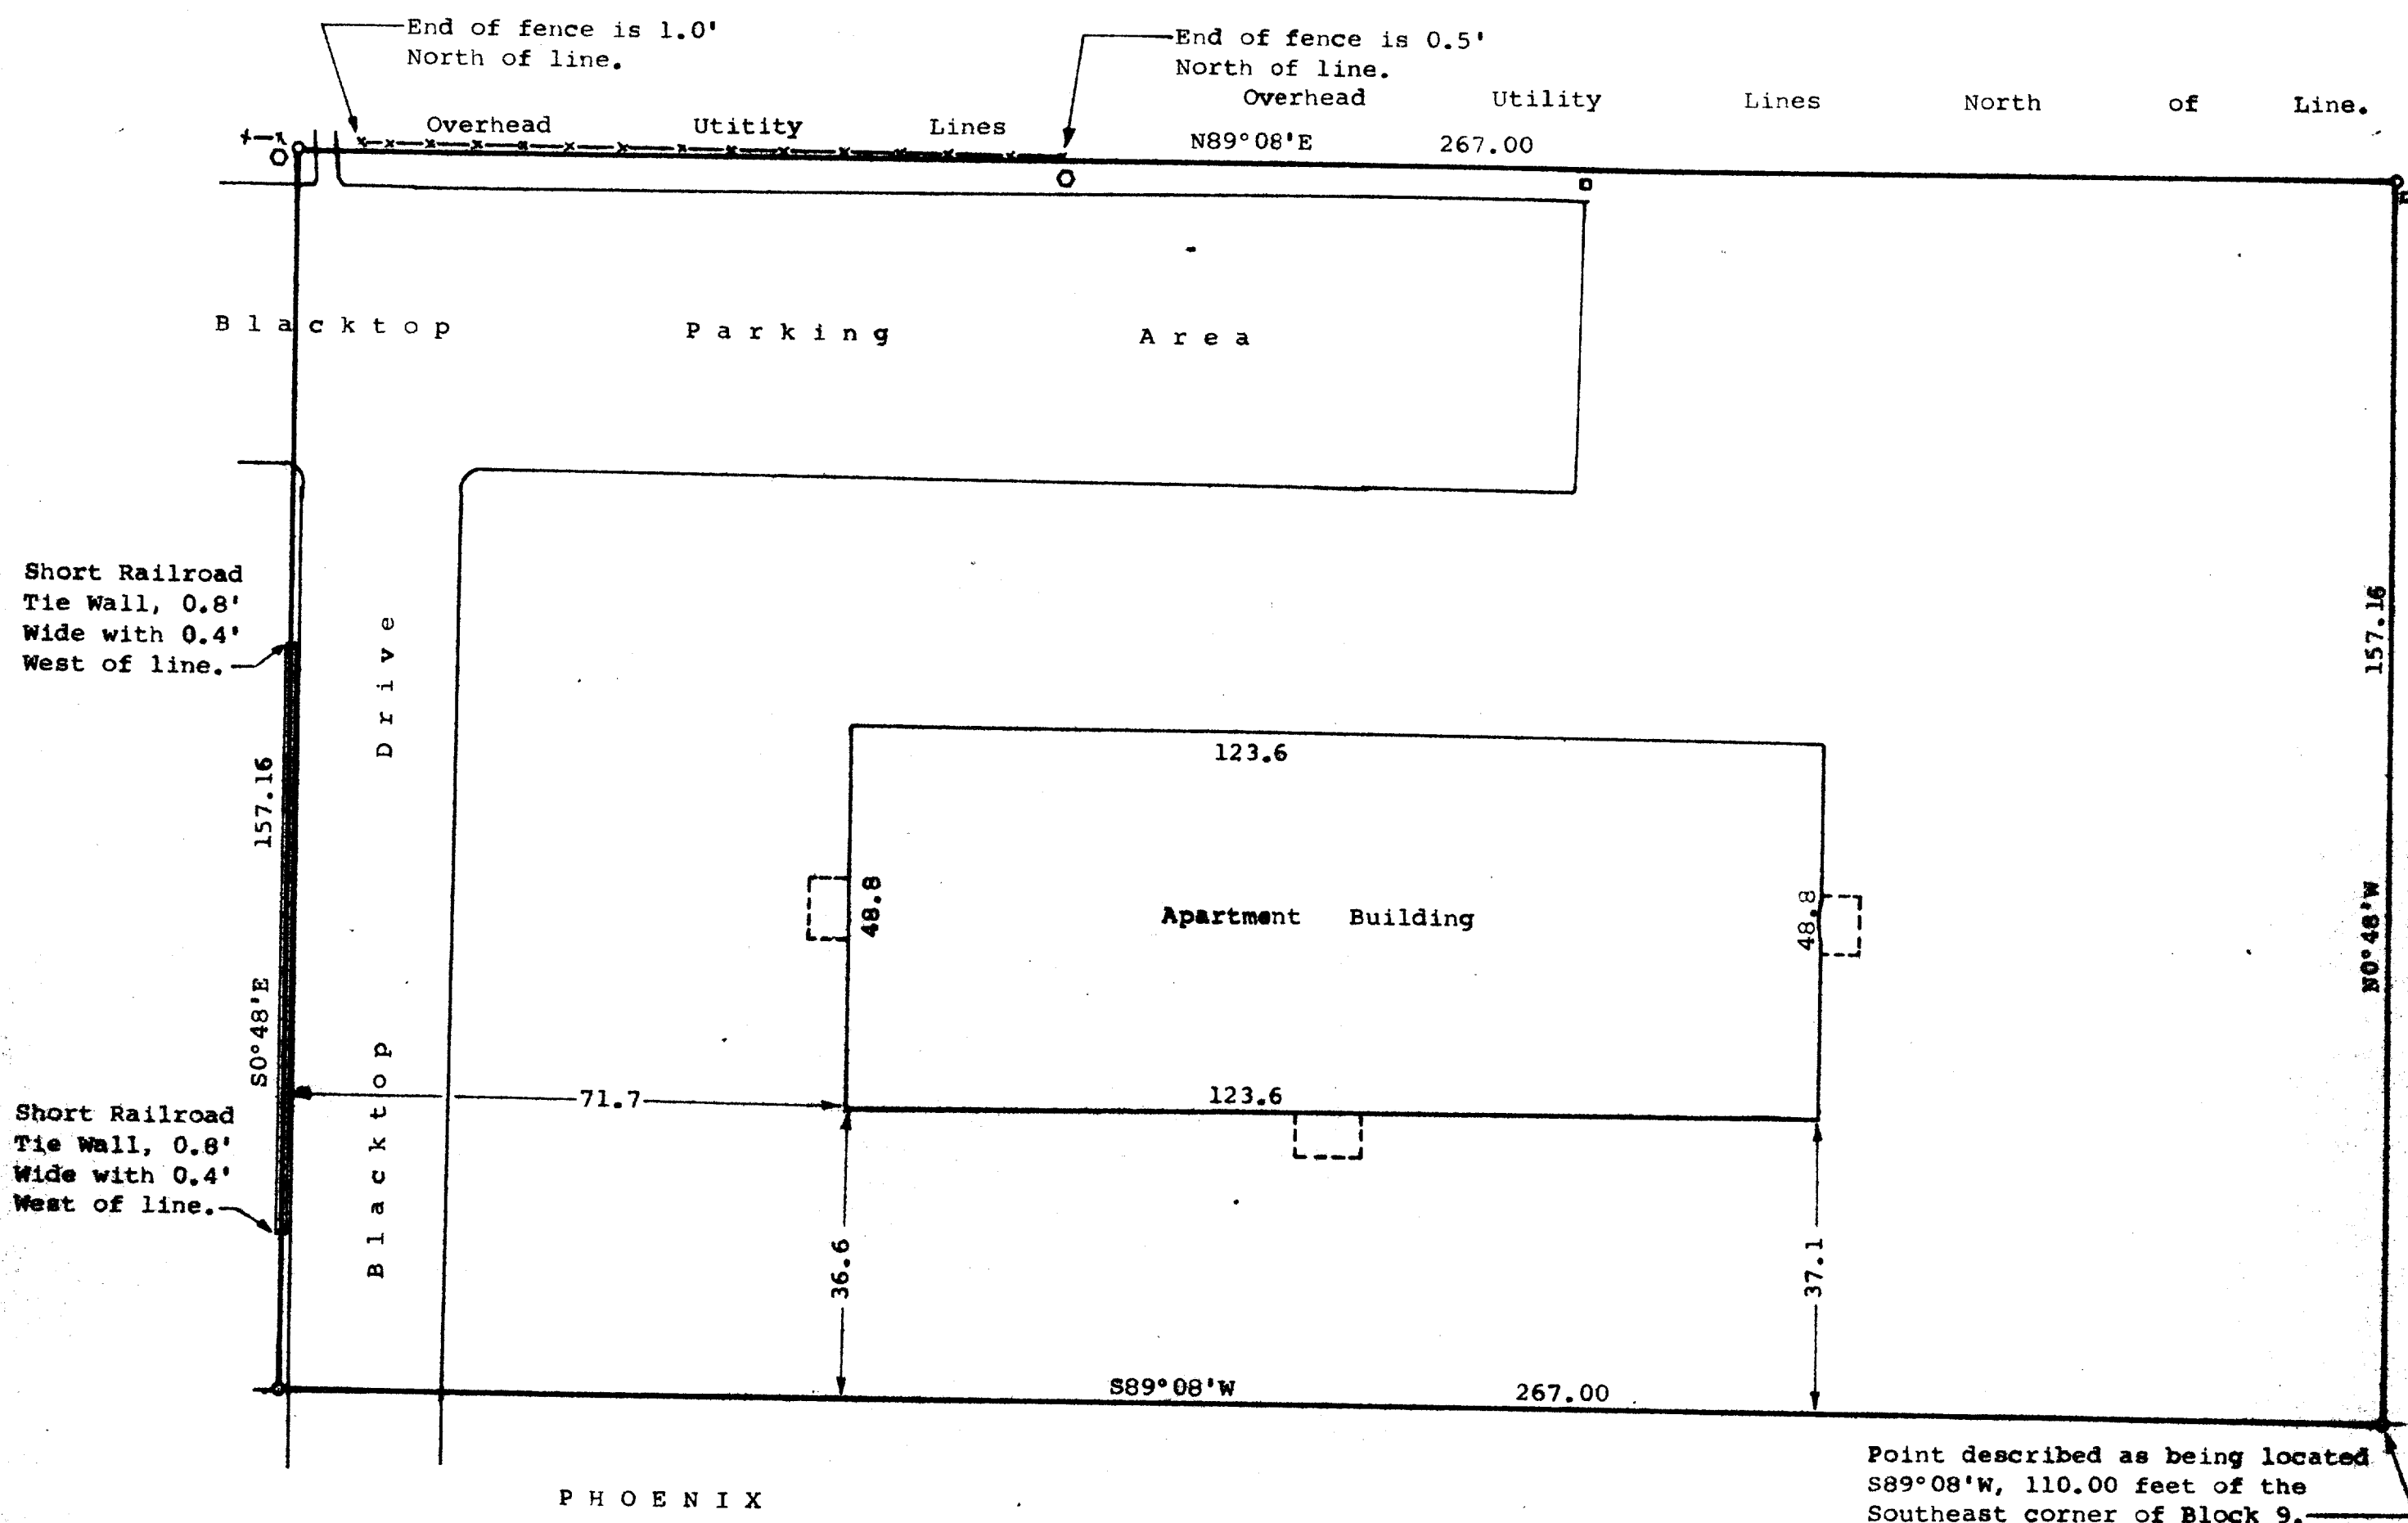 End of fence is 1.0'
North of line.
End of fence is 0.5'
North of line.
Overhead Utility Lines North of Line.
Overhead Utitity Lines
N89°08'E 267.00
Blacktop Parking Area
Short Railroad
Tie Wall, 0.8'
Wide with 0.4'
West of line.
Drive
157.16
157.16
123.6
48.8
Apartment Building
48.8
N0°48'W
S0°48'E
Blacktop
71.7
123.6
Short Railroad
Tie Wall, 0.8'
Wide with 0.4'
West of line.
36.6
37.1
S89°08'W 267.00
Point described as being located
S89°08'W, 110.00 feet of the
Southeast corner of Block 9.
PHOENIX